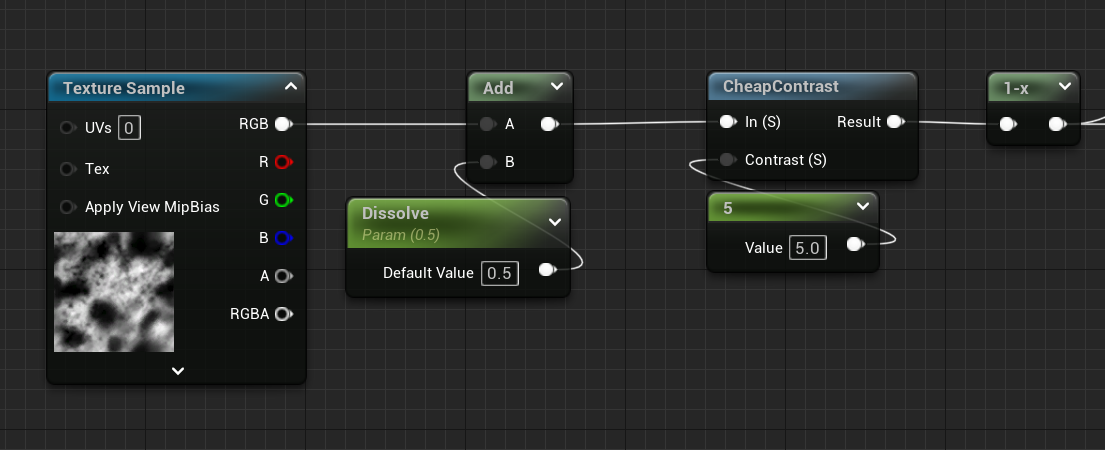 Texture Sample
UVs 0
RGB
R
Tex
G
Apply View MipBias
B
A
RGBA
Add
A
B
Dissolve
Param (0.5)
Default Value 0.5
CheapContrast
In (S)
Result
Contrast (S)
5
Value 5.0
1-x